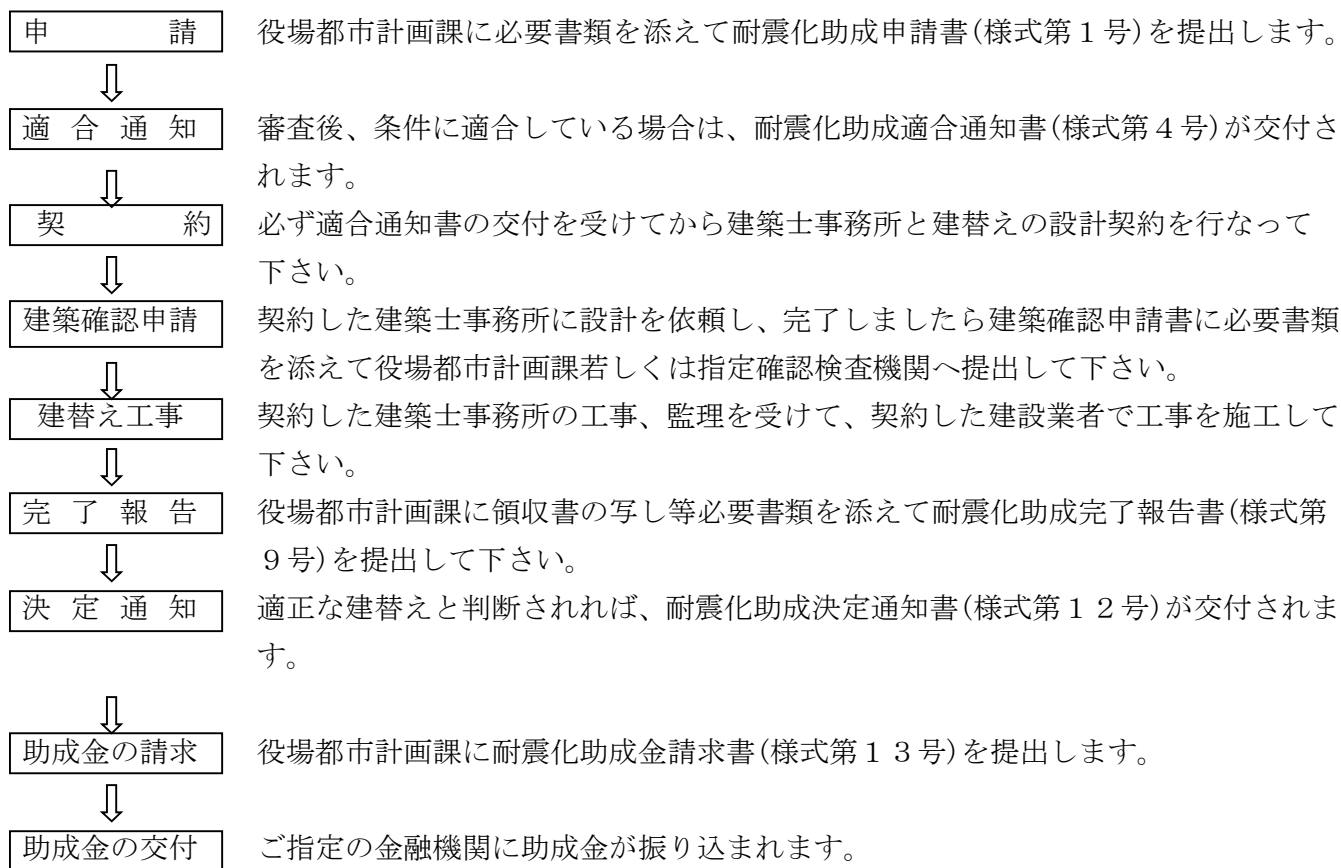 申　　　請　役場都市計画課に必要書類を添えて耐震化助成申請書(様式第１号)を提出します。
適 合 通 知　審査後、条件に適合している場合は、耐震化助成適合通知書(様式第４号)が交付さ
れます。
契　　　約　必ず適合通知書の交付を受けてから建築士事務所と建替えの設計契約を行なって
下さい。
建築確認申請　契約した建築士事務所に設計を依頼し、完了しましたら建築確認申請書に必要書類
を添えて役場都市計画課若しくは指定確認検査機関へ提出して下さい。
建替え工事　契約した建築士事務所の工事、監理を受けて、契約した建設業者で工事を施工して
下さい。
完 了 報 告　役場都市計画課に領収書の写し等必要書類を添えて耐震化助成完了報告書(様式第
９号)を提出して下さい。
決 定 通 知　適正な建替えと判断されれば、耐震化助成決定通知書(様式第１２号)が交付されま
す。
助成金の請求　役場都市計画課に耐震化助成金請求書(様式第１３号)を提出します。
助成金の交付　ご指定の金融機関に助成金が振り込まれます。